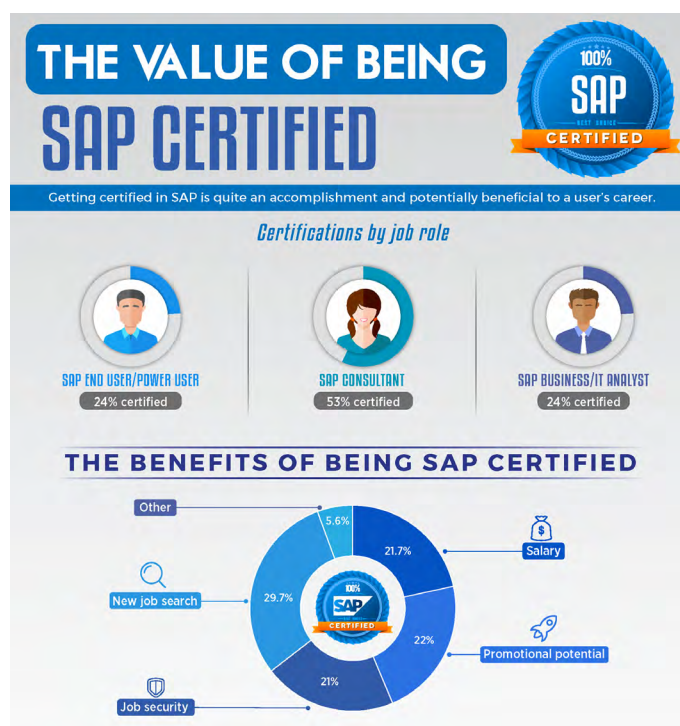 THE VALUE OF BEING
SAP CERTIFIED
100%
SAP
BEST CHOICE
CERTIFIED
Getting certified in SAP is quite an accomplishment and potentially beneficial to a user's career.
Certifications by job role
SAP END USER/POWER USER
24% certified
SAP CONSULTANT
53% certified
SAP BUSINESS/IT ANALYST
24% certified
THE BENEFITS OF BEING SAP CERTIFIED
Other
5.6%
21.7%
$
Salary
New job search
29.7%
100%
SAP
CERTIFIED
22%
Promotional potential
21%
Job security